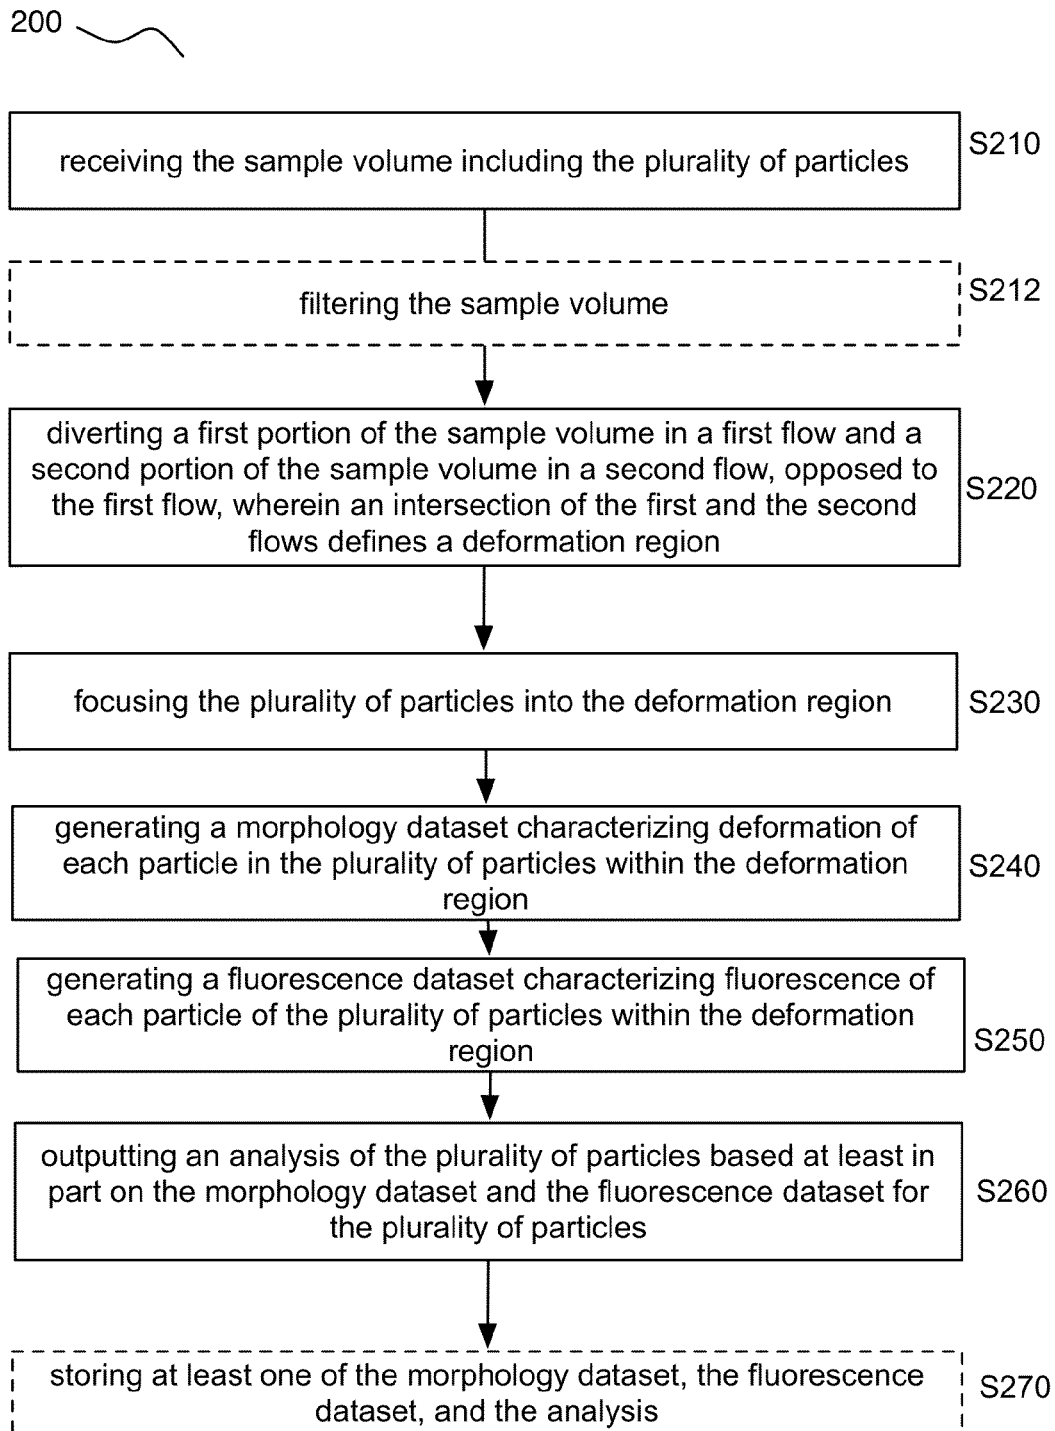 200
receiving the sample volume including the plurality of particles
S210
filtering the sample volume
S212
diverting a first portion of the sample volume in a first flow and a
second portion of the sample volume in a second flow, opposed to
the first flow, wherein an intersection of the first and the second
flows defines a deformation region
S220
focusing the plurality of particles into the deformation region
S230
generating a morphology dataset characterizing deformation of
each particle in the plurality of particles within the deformation
region
S240
generating a fluorescence dataset characterizing fluorescence of
each particle of the plurality of particles within the deformation
region
S250
outputting an analysis of the plurality of particles based at least in
part on the morphology dataset and the fluorescence dataset for
the plurality of particles
S260
storing at least one of the morphology dataset, the fluorescence
dataset, and the analysis
S270